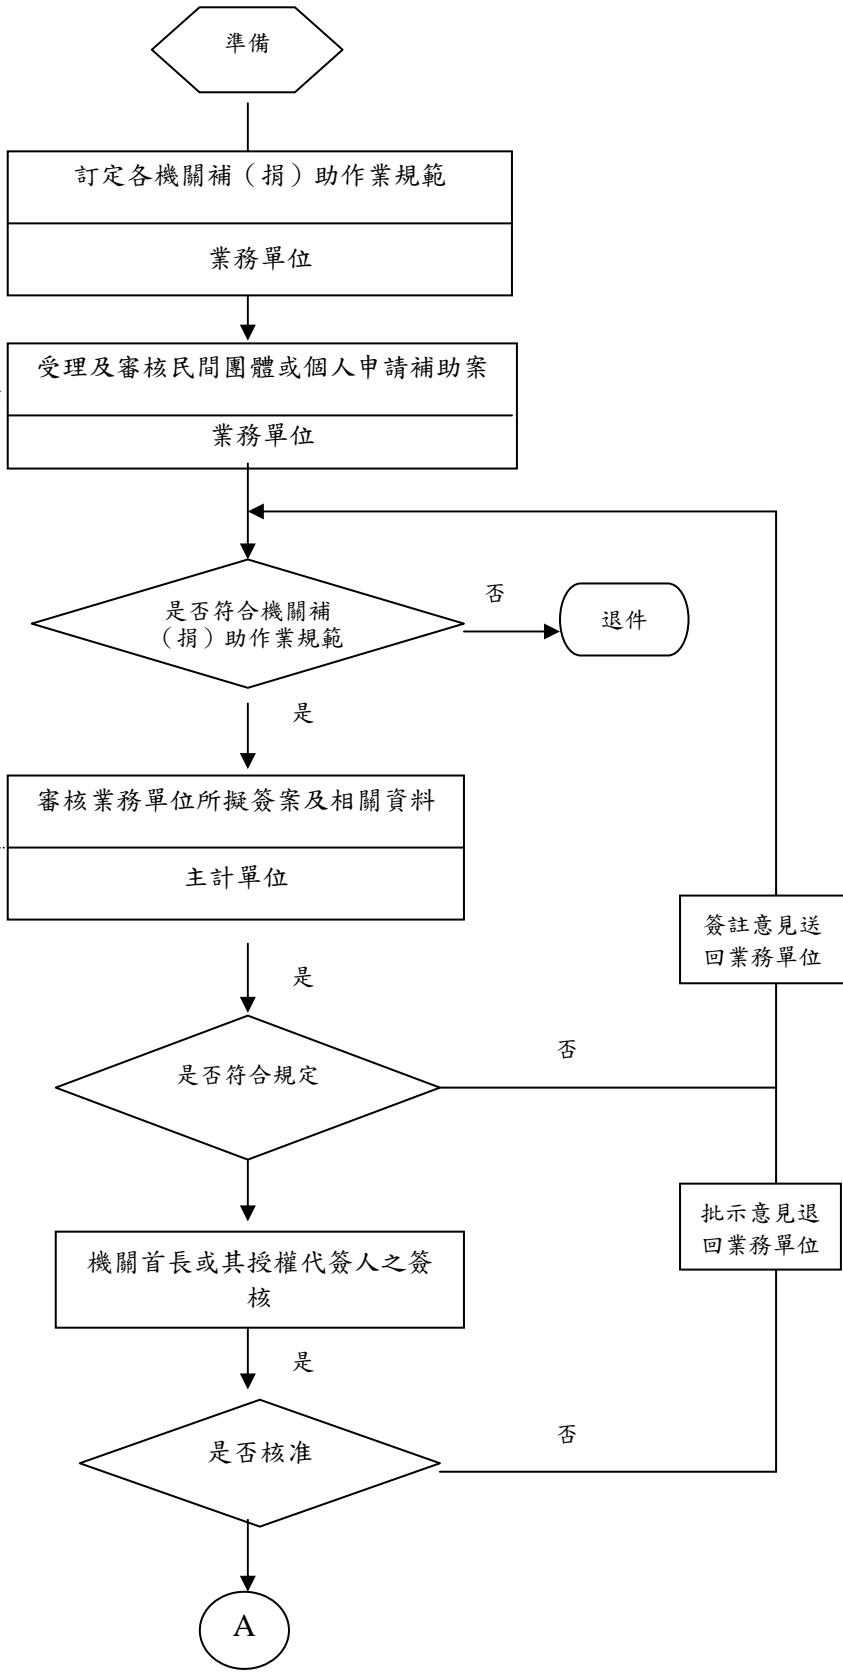 準備
訂定各機關補（捐）助作業規範
業務單位
受理及審核民間團體或個人申請補助案
業務單位
是否符合機關補
（捐）助作業規範
否
退件
是
審核業務單位所擬簽案及相關資料
主計單位
簽註意見送
回業務單位
是
是否符合規定
否
批示意見退
回業務單位
機關首長或其授權代簽人之簽
核
是
是否核准
否
A